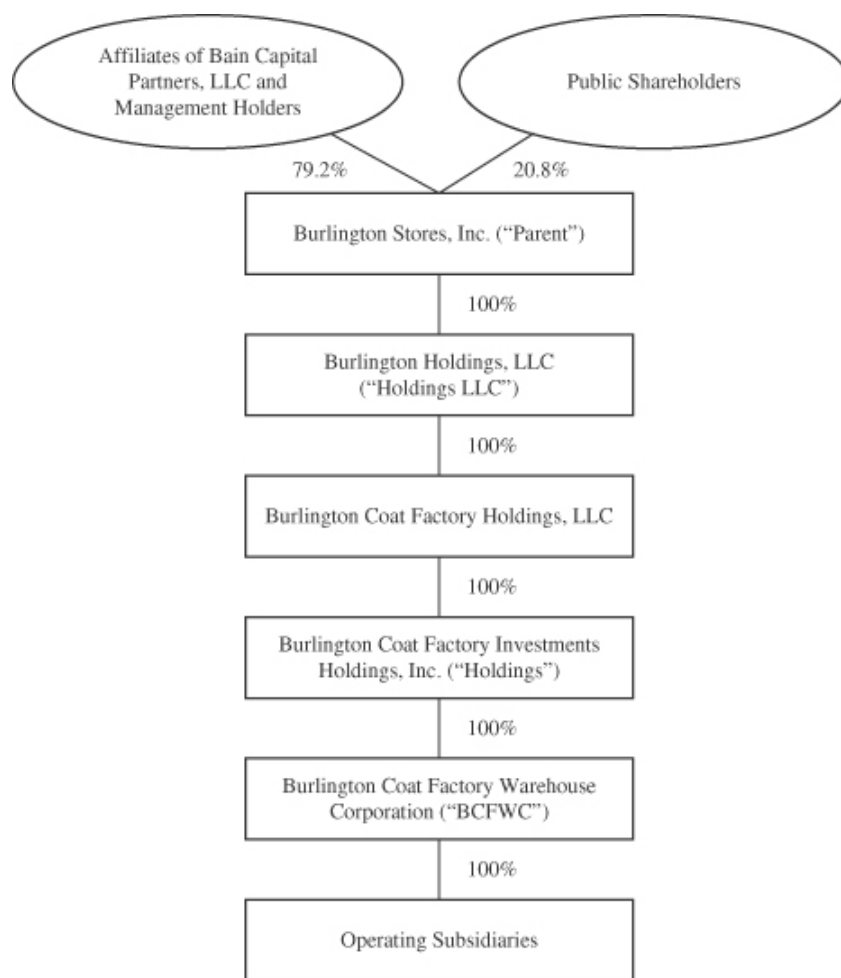 Affiliates of Bain Capital
Partners, LLC and
Management Holders
Public Shareholders
79.2%
20.8%
Burlington Stores, Inc. (“Parent”)
100%
Burlington Holdings, LLC
(“Holdings LLC”)
100%
Burlington Coat Factory Holdings, LLC
100%
Burlington Coat Factory Investments
Holdings, Inc. (“Holdings”)
100%
Burlington Coat Factory Warehouse
Corporation (“BCFWC”)
100%
Operating Subsidiaries